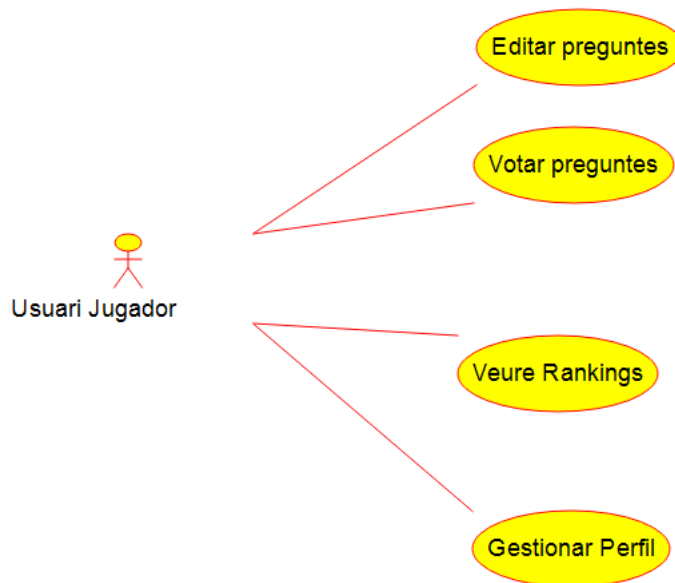 Editar preguntes
Votar preguntes
Usuari Jugador
Veure Rankings
Gestionar Perfil